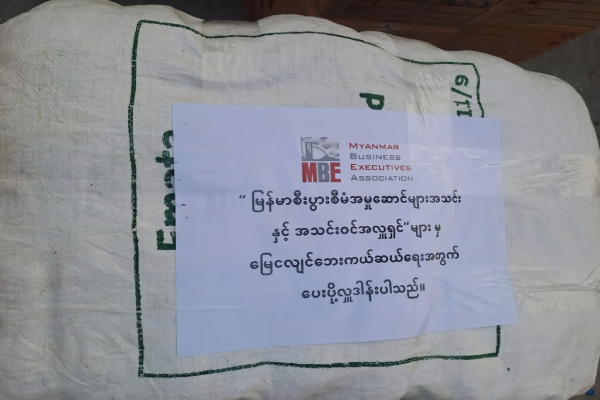 MBE
MYANMAR
BUSINESS
EXECUTIVES
ASSOCIATION
“ မြန်မာစီးပွားစီမံအမှုဆောင်များအသင်း
နှင့် အသင်းဝင်အလှူရှင်”များ မှ
မြေငလျင်ဘေးကယ်ဆယ်ရေးအတွက်
ပေးပို့လှူဒါန်းပါသည်။
11/6